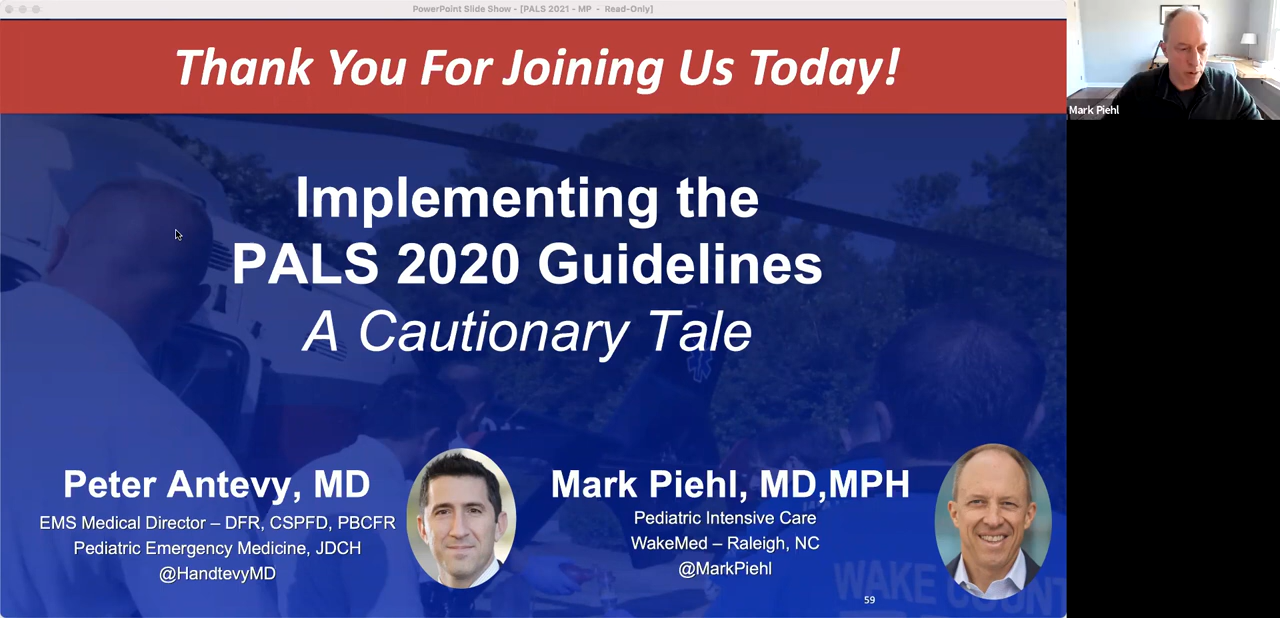 PowerPoint Slide Show - [PALS 2021 - MP - Read-Only]
Thank You For Joining Us Today!
Mark Piehl
Implementing the
PALS 2020 Guidelines
A Cautionary Tale
Peter Antevy, MD
EMS Medical Director – DFR, CSPFD, PBCFR
Pediatric Emergency Medicine, JDCH
@HandtevyMD
Mark Piehl, MD,MPH
Pediatric Intensive Care
WakeMed – Raleigh, NC
@MarkPiehl
WAKE COUNT
59